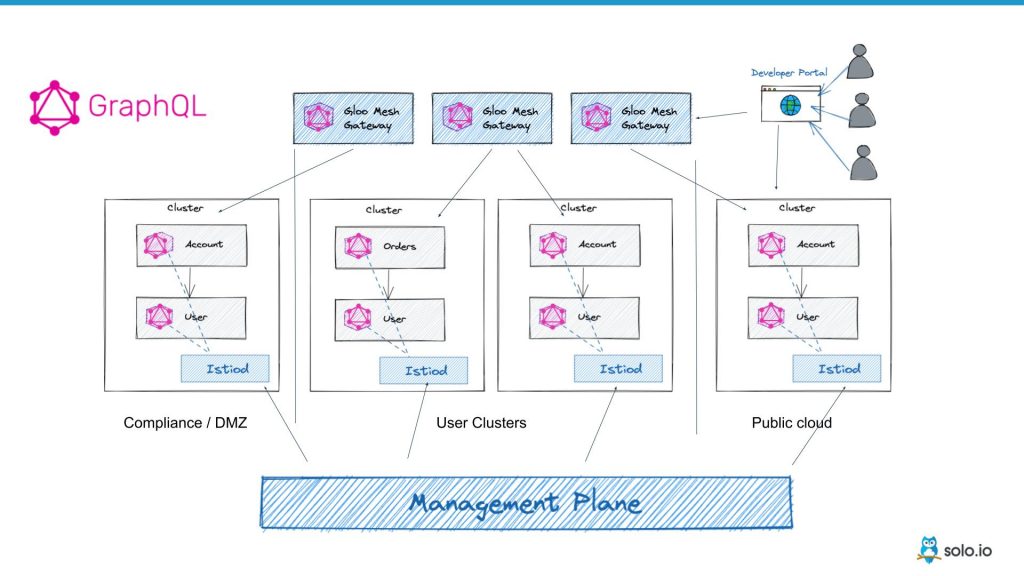 Developer Portal
GraphQL
Gloo Mesh
Gateway
Gloo Mesh
Gateway
Gloo Mesh
Gateway
Cluster
Account
User
Istiod
Cluster
Orders
User
Istiod
Cluster
Account
User
Istiod
Cluster
Account
User
Istiod
Compliance / DMZ
User Clusters
Public cloud
Management Plane
solo.io